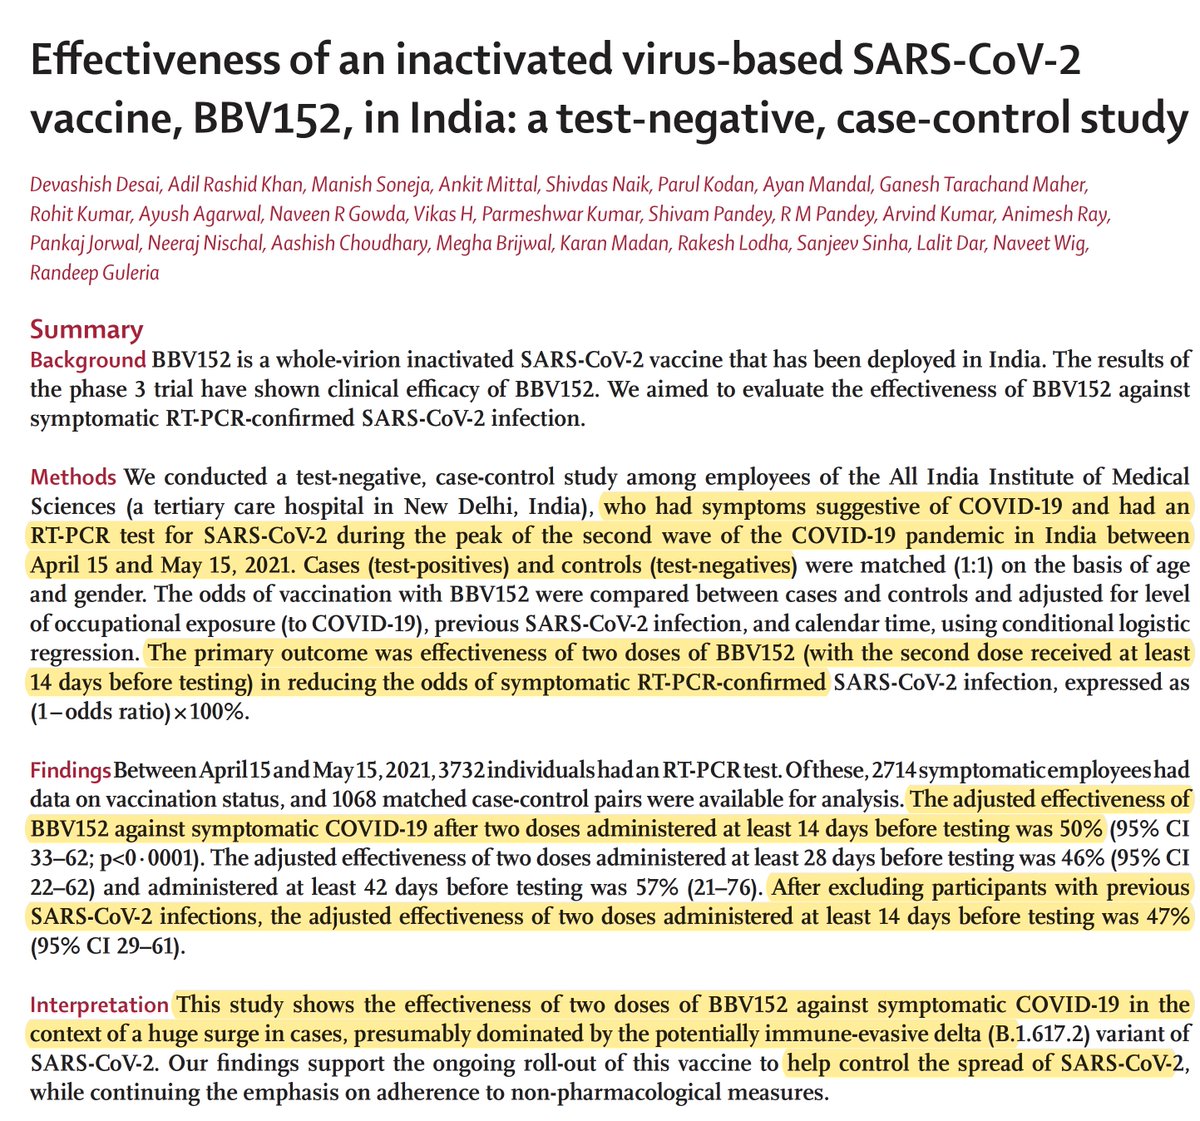 Effectiveness of an inactivated virus-based SARS-CoV-2
vaccine, BBV152, in India: a test-negative, case-control study
Devashish Desai, Adil Rashid Khan, Manish Soneja, Ankit Mittal, Shivdas Naik, Parul Kodan, Ayan Mandal, Ganesh Tarachand Maher,
Rohit Kumar, Ayush Agarwal, Naveen R Gowda, Vikas H, Parmeshwar Kumar, Shivam Pandey, R M Pandey, Arvind Kumar, Animesh Ray,
Pankaj Jorwal, Neeraj Nischal, Aashish Choudhary, Megha Brijwal, Karan Madan, Rakesh Lodha, Sanjeev Sinha, Lalit Dar, Naveet Wig,
Randeep Guleria
Summary
Background BBV152 is a whole-virion inactivated SARS-CoV-2 vaccine that has been deployed in India. The results of
the phase 3 trial have shown clinical efficacy of BBV152. We aimed to evaluate the effectiveness of BBV152 against
symptomatic RT-PCR-confirmed SARS-CoV-2 infection.
Methods We conducted a test-negative, case-control study among employees of the All India Institute of Medical
Sciences (a tertiary care hospital in New Delhi, India), who had symptoms suggestive of COVID-19 and had an
RT-PCR test for SARS-CoV-2 during the peak of the second wave of the COVID-19 pandemic in India between
April 15 and May 15, 2021. Cases (test-positives) and controls (test-negatives) were matched (1:1) on the basis of age
and gender. The odds of vaccination with BBV152 were compared between cases and controls and adjusted for level
of occupational exposure (to COVID-19), previous SARS-CoV-2 infection, and calendar time, using conditional logistic
regression. The primary outcome was effectiveness of two doses of BBV152 (with the second dose received at least
14 days before testing) in reducing the odds of symptomatic RT-PCR-confirmed SARS-CoV-2 infection, expressed as
(1–odds ratio)×100%.
Findings Between April 15 and May 15, 2021, 3732 individuals had an RT-PCR test. Of these, 2714 symptomatic employees had
data on vaccination status, and 1068 matched case-control pairs were available for analysis. The adjusted effectiveness of
BBV152 against symptomatic COVID-19 after two doses administered at least 14 days before testing was 50% (95% CI
33–62; p<0·0001). The adjusted effectiveness of two doses administered at least 28 days before testing was 46% (95% CI
22–62) and administered at least 42 days before testing was 57% (21–76). After excluding participants with previous
SARS-CoV-2 infections, the adjusted effectiveness of two doses administered at least 14 days before testing was 47%
(95% CI 29–61).
Interpretation This study shows the effectiveness of two doses of BBV152 against symptomatic COVID-19 in the
context of a huge surge in cases, presumably dominated by the potentially immune-evasive delta (B.1.617.2) variant of
SARS-CoV-2. Our findings support the ongoing roll-out of this vaccine to help control the spread of SARS-CoV-2,
while continuing the emphasis on adherence to non-pharmacological measures.